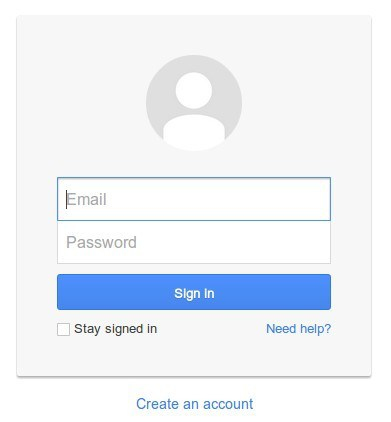 Email
Password
Sign in
Stay signed in Need help?
Create an account